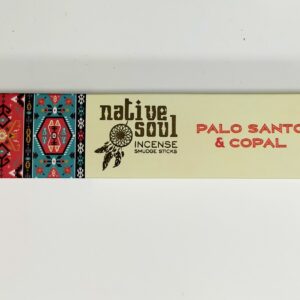 native
soul
INCENSE
SMUDGE STICKS
PALO SANTO
& COPAL